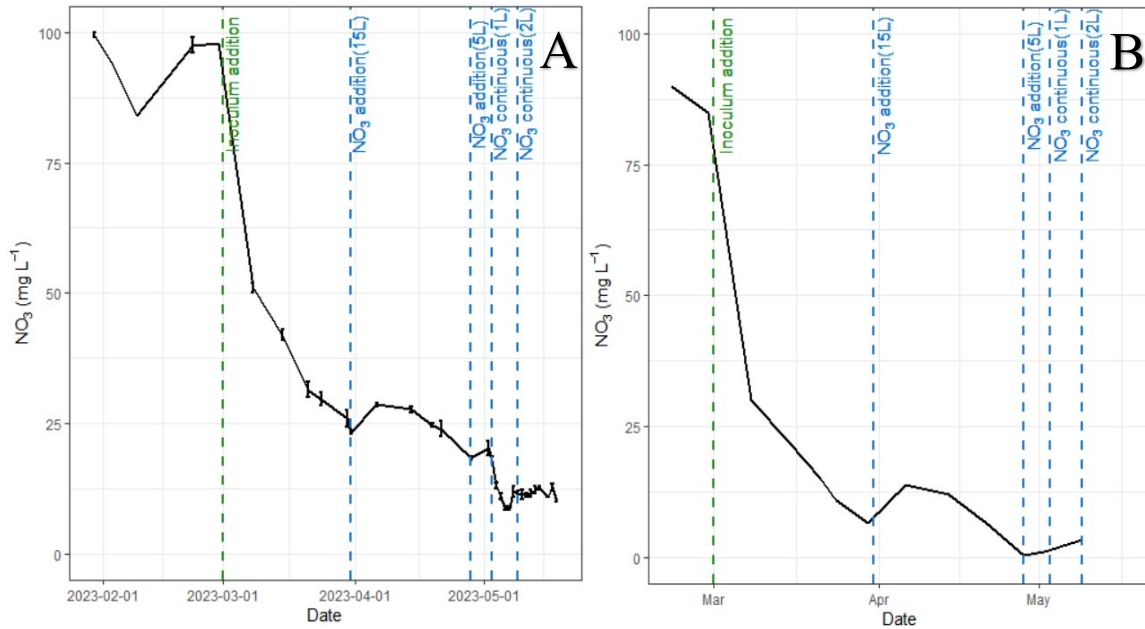 A
100
75
50
25
0
NO₃ (mg L⁻¹)
Inoculum addition
NO₃ addition(15L)
NO₃ addition(5L)
NO₃ continuous(1L)
NO₃ continuous(2L)
2023-02-01
2023-03-01
2023-04-01
2023-05-01
Date
B
100
75
50
25
0
NO₃ (mg L⁻¹)
Inoculum addition
NO₃ addition(15L)
NO₃ addition(5L)
NO₃ continuous(1L)
NO₃ continuous(2L)
Mar
Apr
May
Date